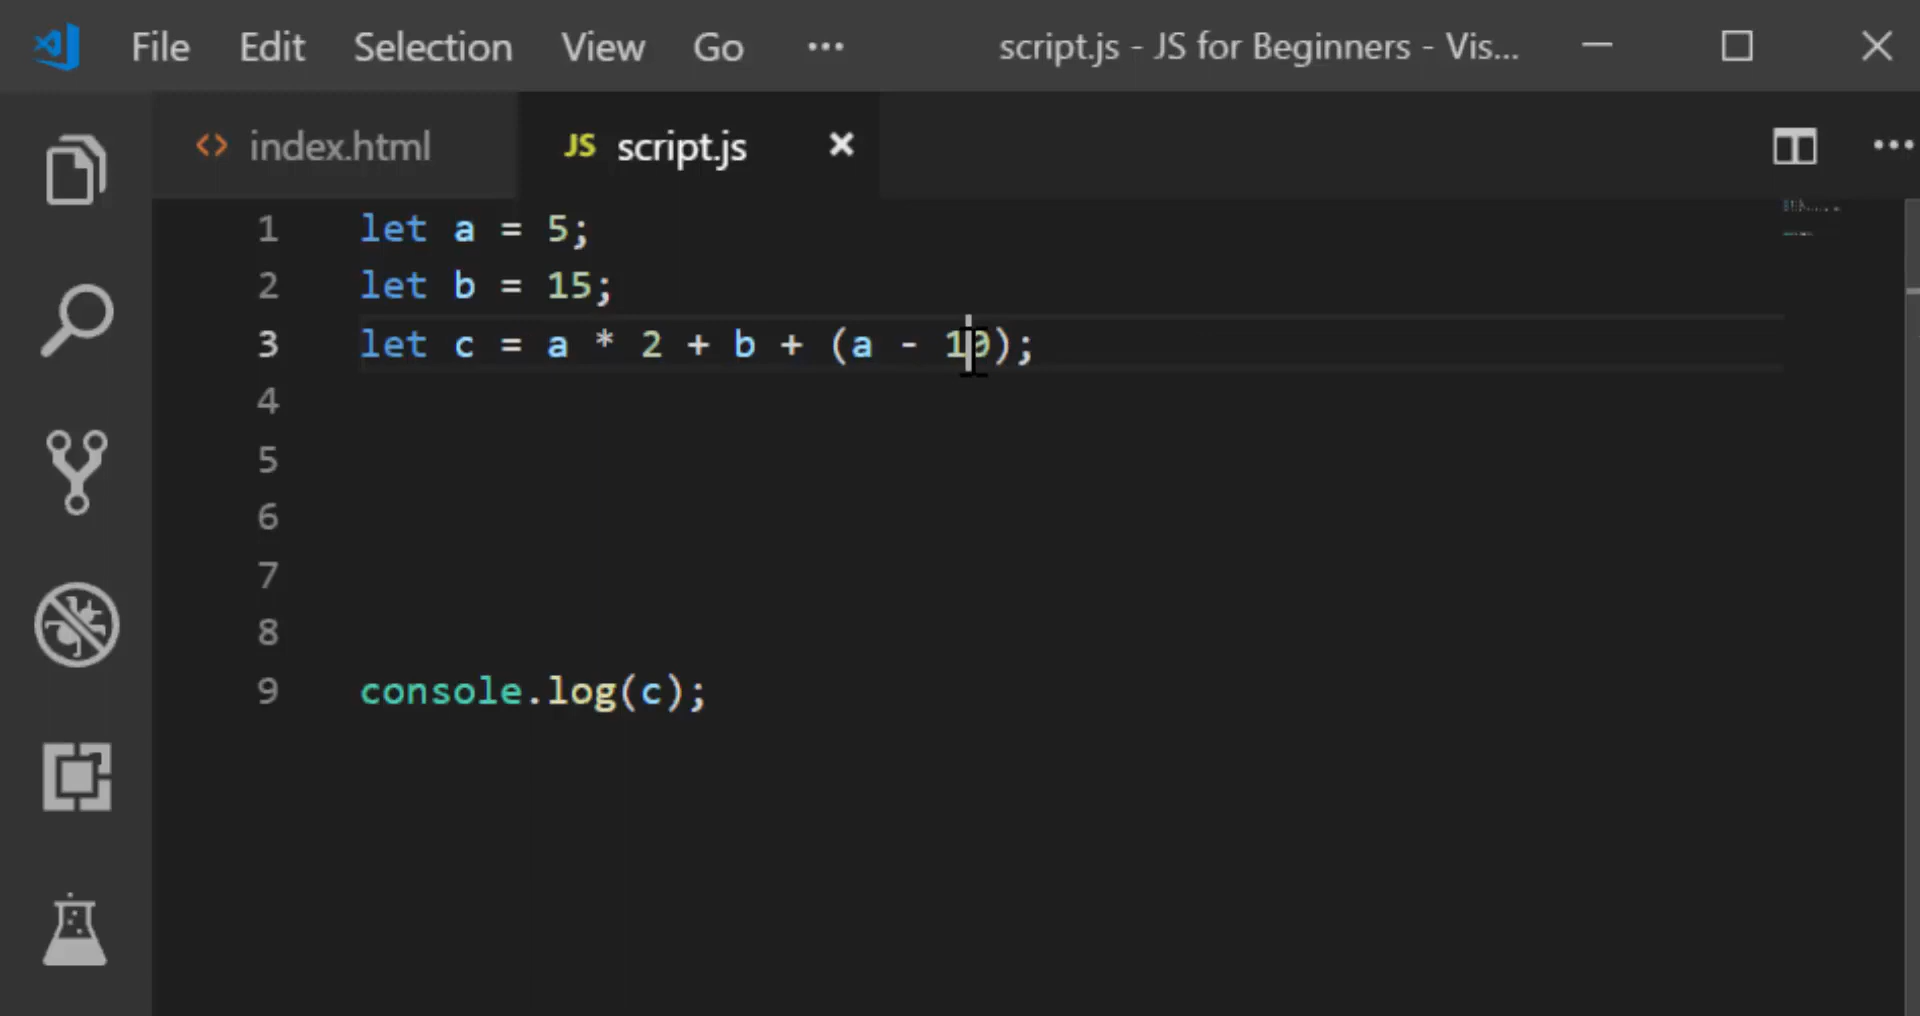 File Edit Selection View Go ··· script.js - JS for Beginners - Vis...
<> index.html JS script.js
1 let a = 5;
2 let b = 15;
3 let c = a * 2 + b + (a - 10);
4
5
6
7
8
9 console.log(c);